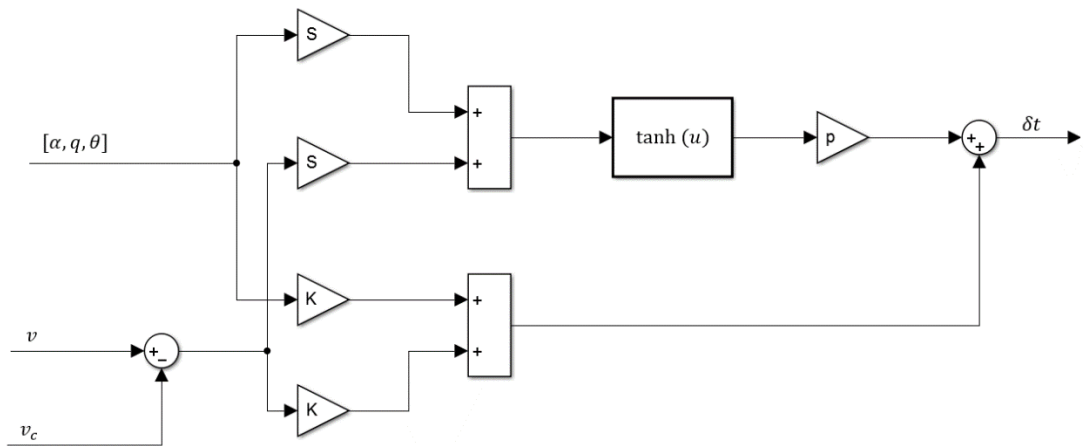 S
+
[α, q, θ]
S
+
tanh (u)
p
+
+
δt
K
+
v
+
−
K
+
v_c